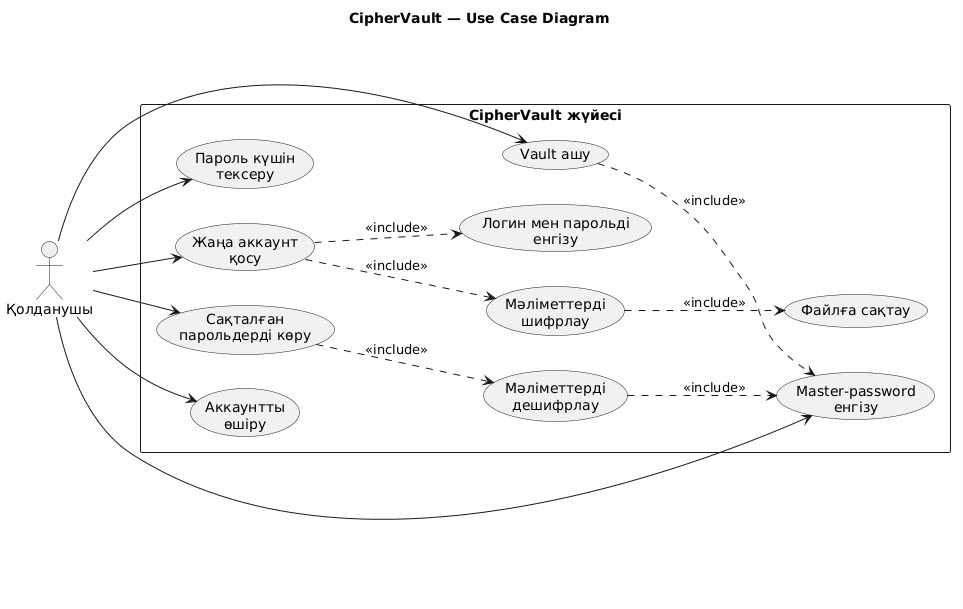 CipherVault — Use Case Diagram
CipherVault жүйесі
Vault ашу
Пароль күшін
тексеру
«include»
Логин мен парольді
енгізу
«include»
Жаңа аккаунт
қосу
«include»
Қолданушы
Мәліметтерді
шифрлау
«include»
Файлға сақтау
Сақталған
парольдерді көру
«include»
Мәліметтерді
дешифрлау
«include»
Master-password
енгізу
Аккаунтты
өшіру